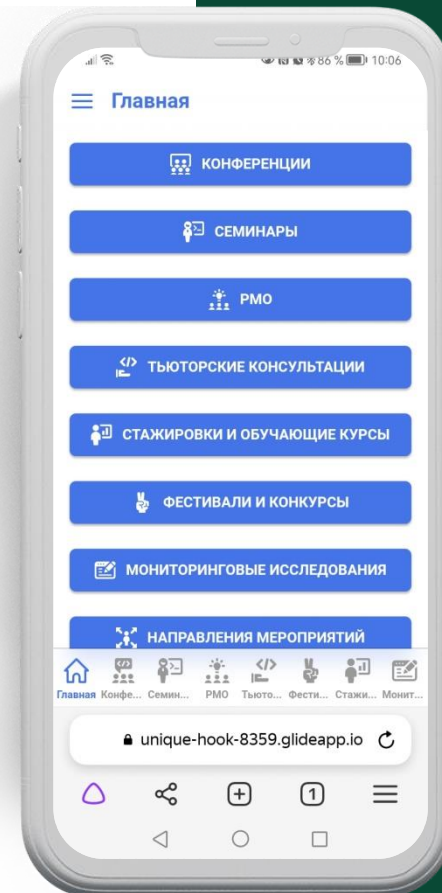 86 % 10:06
Главная
КОНФЕРЕНЦИИ
СЕМИНАРЫ
РМО
ТЬЮТОРСКИЕ КОНСУЛЬТАЦИИ
СТАЖИРОВКИ И ОБУЧАЮЩИЕ КУРСЫ
ФЕСТИВАЛИ И КОНКУРСЫ
МОНИТОРИНГОВЫЕ ИССЛЕДОВАНИЯ
НАПРАВЛЕНИЯ МЕРОПРИЯТИЙ
Главная Конфе... Семин... РМО Тьюто... Фести... Стажи... Монит...
unique-hook-8359.glideapp.io
1